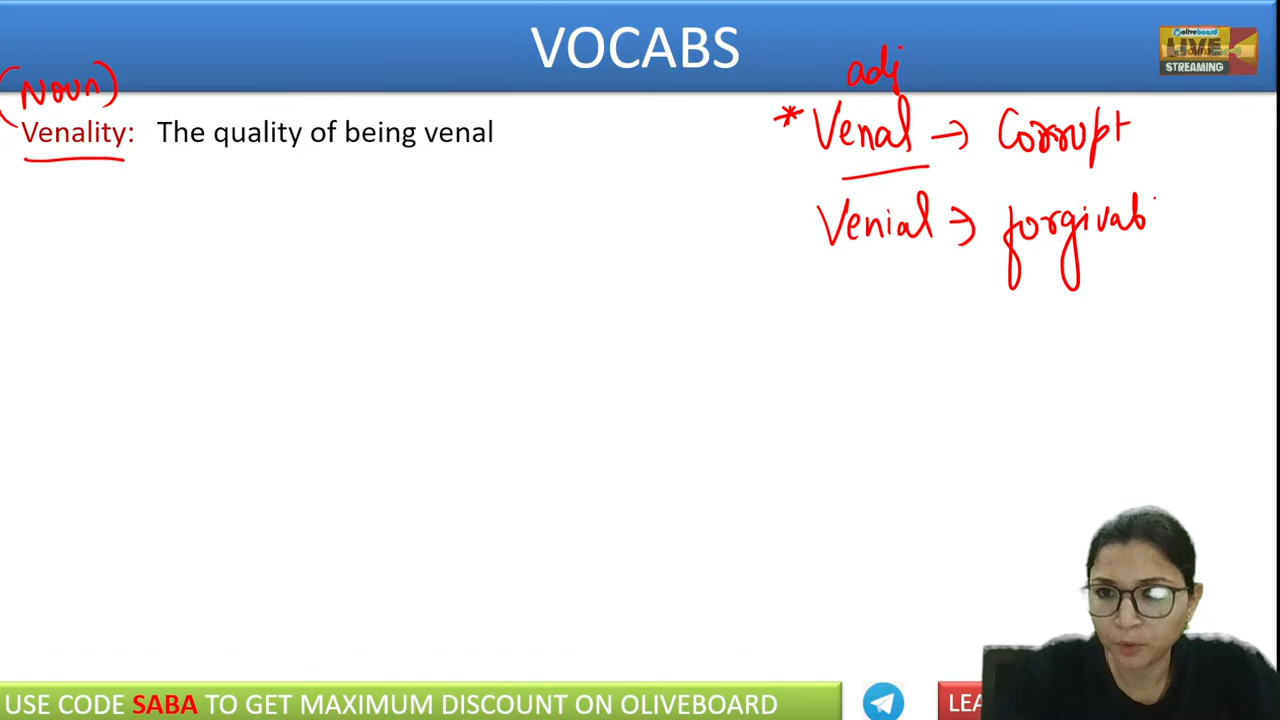 VOCABS
oliveboard
LIVE
STREAMING
(Noun)
adj
Venality: The quality of being venal
* Venal → Corrupt
Venial → forgivab
USE CODE SABA TO GET MAXIMUM DISCOUNT ON OLIVEBOARD
LEA